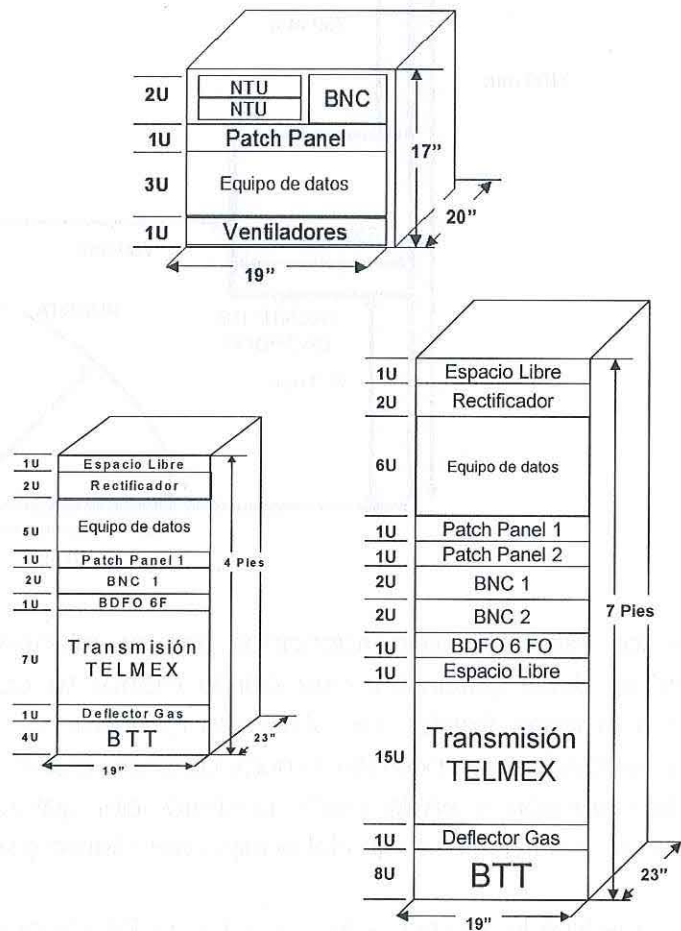 2U
NTU
NTU
BNC
1U
Patch Panel
3U
Equipo de datos
1U
Ventiladores
17”
20”
19”
1U
Espacio Libre
2U
Rectificador
5U
Equipo de datos
1U
Patch Panel 1
2U
BNC 1
1U
BDFO 6F
7U
Transmisión
TELMEX
1U
Deflector Gas
4U
BTT
4 Pies
23”
19”
1U
Espacio Libre
2U
Rectificador
6U
Equipo de datos
1U
Patch Panel 1
1U
Patch Panel 2
2U
BNC 1
2U
BNC 2
1U
BDFO 6 FO
1U
Espacio Libre
15U
Transmisión
TELMEX
1U
Deflector Gas
8U
BTT
7 Pies
23”
19”